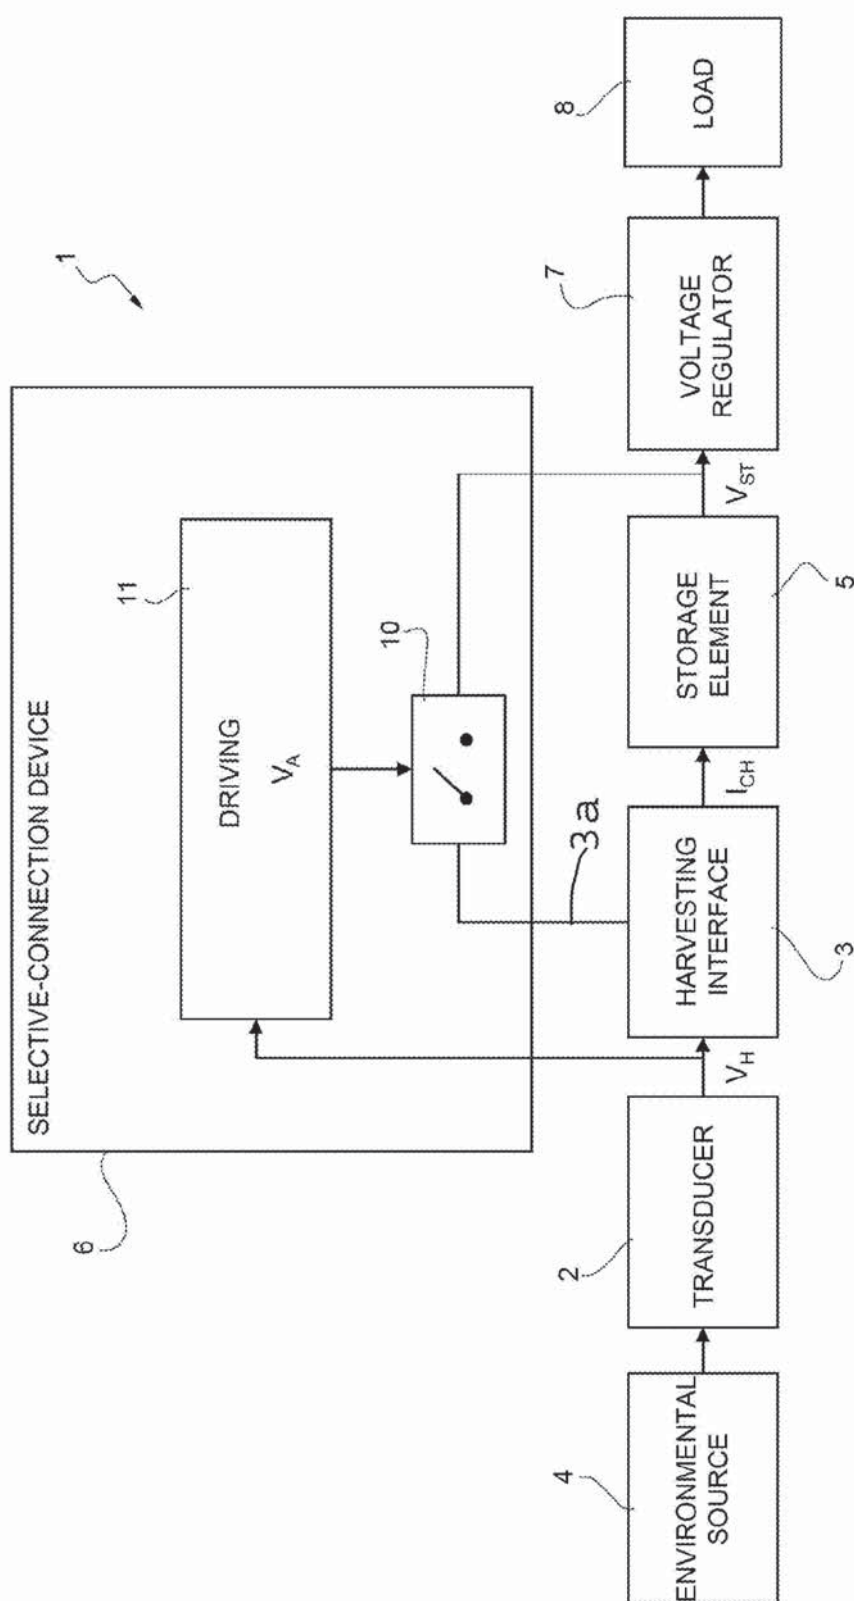 1
SELECTIVE-CONNECTION DEVICE
6
DRIVING
11
V_A
10
3a
4
2
7
8
ENVIRONMENTAL
SOURCE
TRANSDUCER
V_H
HARVESTING
INTERFACE
I_CH
STORAGE
ELEMENT
V_ST
VOLTAGE
REGULATOR
LOAD
3
5